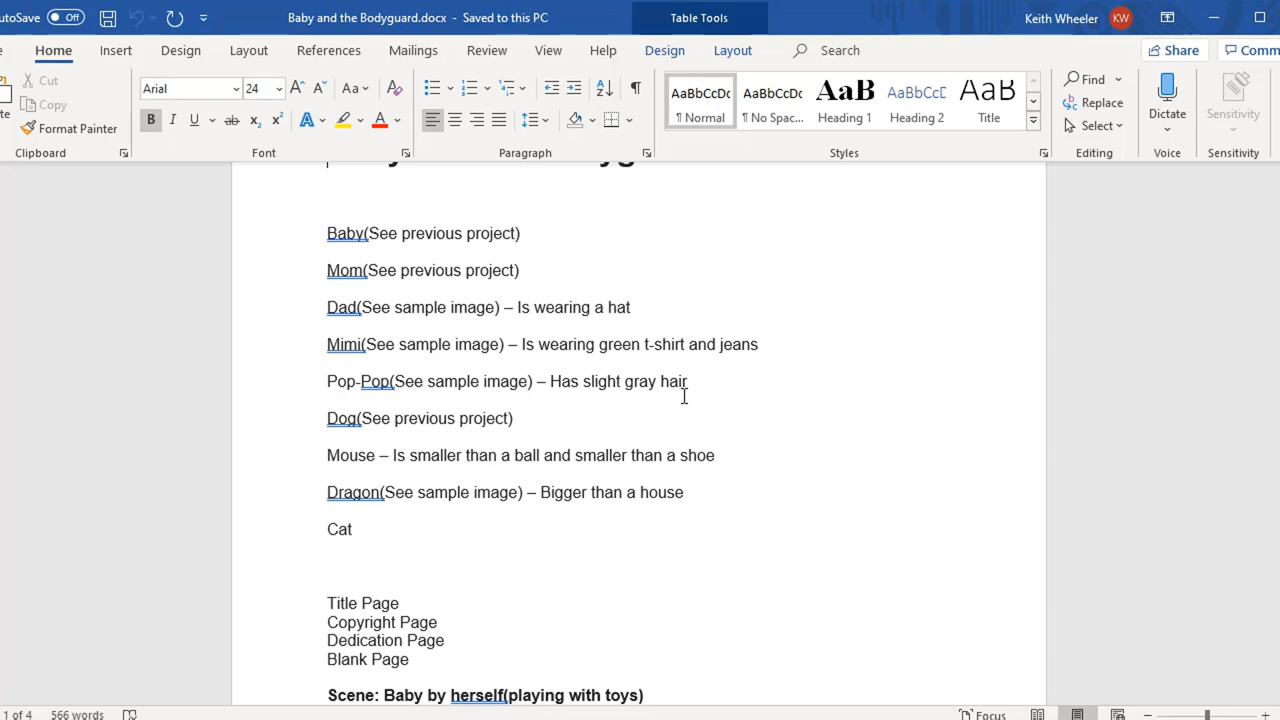 AutoSave Off Baby and the Bodyguard.docx - Saved to this PC Table Tools Keith Wheeler KW
Home Insert Design Layout References Mailings Review View Help Design Layout Search Share Comm
Cut
Copy
Format Painter
Clipboard
Arial 24
Font
Paragraph
AaBbCcDc AaBbCcDc AaB AaBbCcC AaB
¶ Normal ¶ No Spac... Heading 1 Heading 2 Title
Styles
Find
Replace
Select
Editing
Dictate
Voice
Sensitivity
Sensitivity
Baby(See previous project)
Mom(See previous project)
Dad(See sample image) – Is wearing a hat
Mimi(See sample image) – Is wearing green t-shirt and jeans
Pop-Pop(See sample image) – Has slight gray hair
Dog(See previous project)
Mouse – Is smaller than a ball and smaller than a shoe
Dragon(See sample image) – Bigger than a house
Cat
Title Page
Copyright Page
Dedication Page
Blank Page
Scene: Baby by herself(playing with toys)
1 of 4 566 words Focus